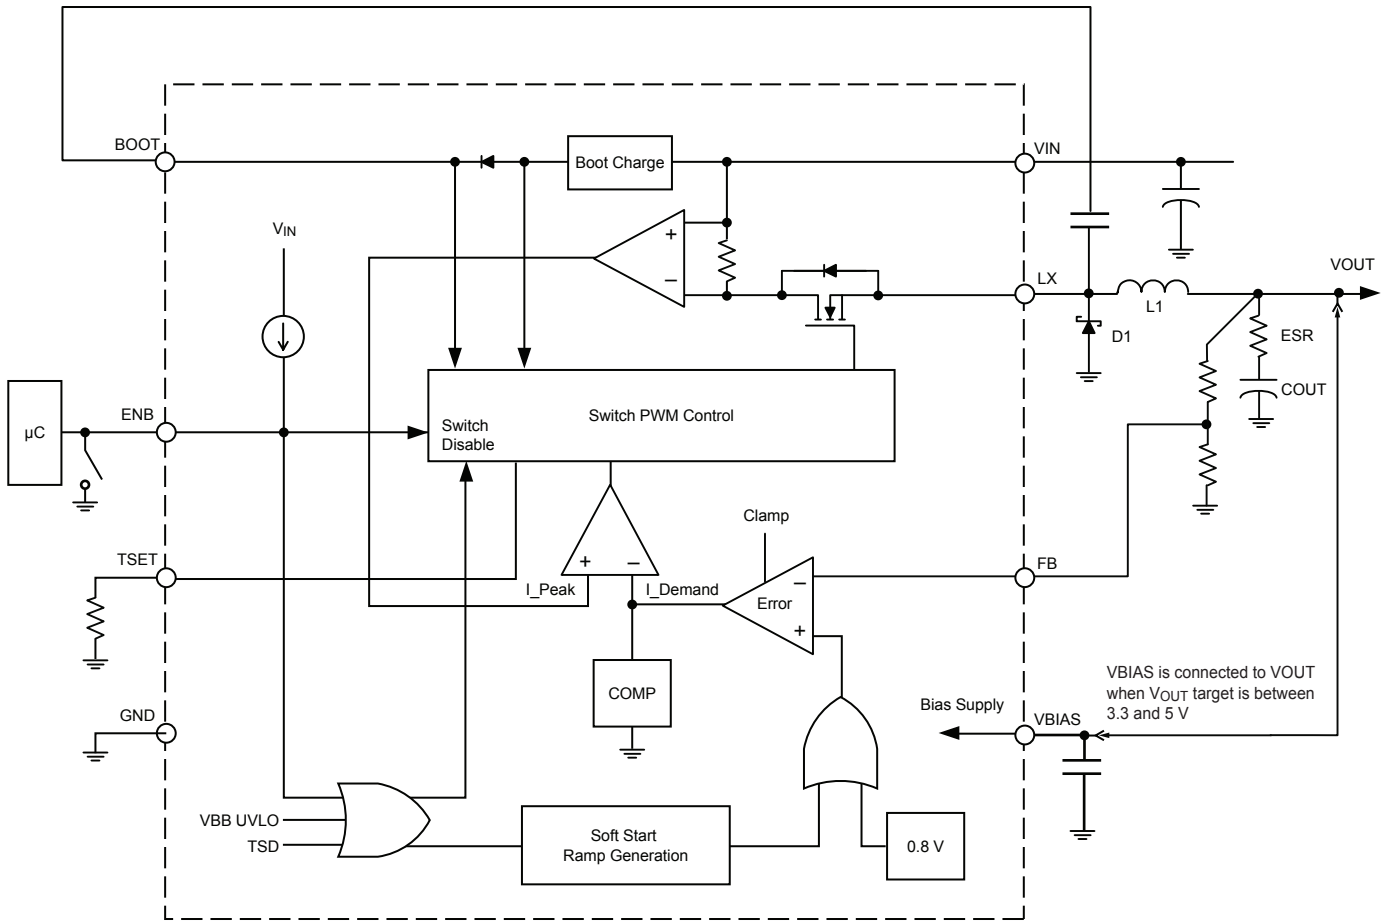 BOOT
Boot Charge
VIN
+
−
VIN
LX
L1
VOUT
D1
ESR
COUT
µC
ENB
Switch
Disable
Switch PWM Control
TSET
+
−
I_Peak
I_Demand
Clamp
−
Error
+
FB
COMP
GND
Bias Supply
VBIAS
VBIAS is connected to VOUT
when VOUT target is between
3.3 and 5 V
VBB UVLO
TSD
Soft Start
Ramp Generation
0.8 V